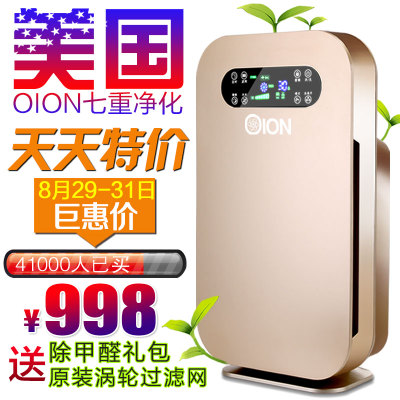 美国
OION七重净化
天天特价
8月29-31日
巨惠价
41000人已买
¥998
送 除甲醛礼包
原装涡轮过滤网
OION